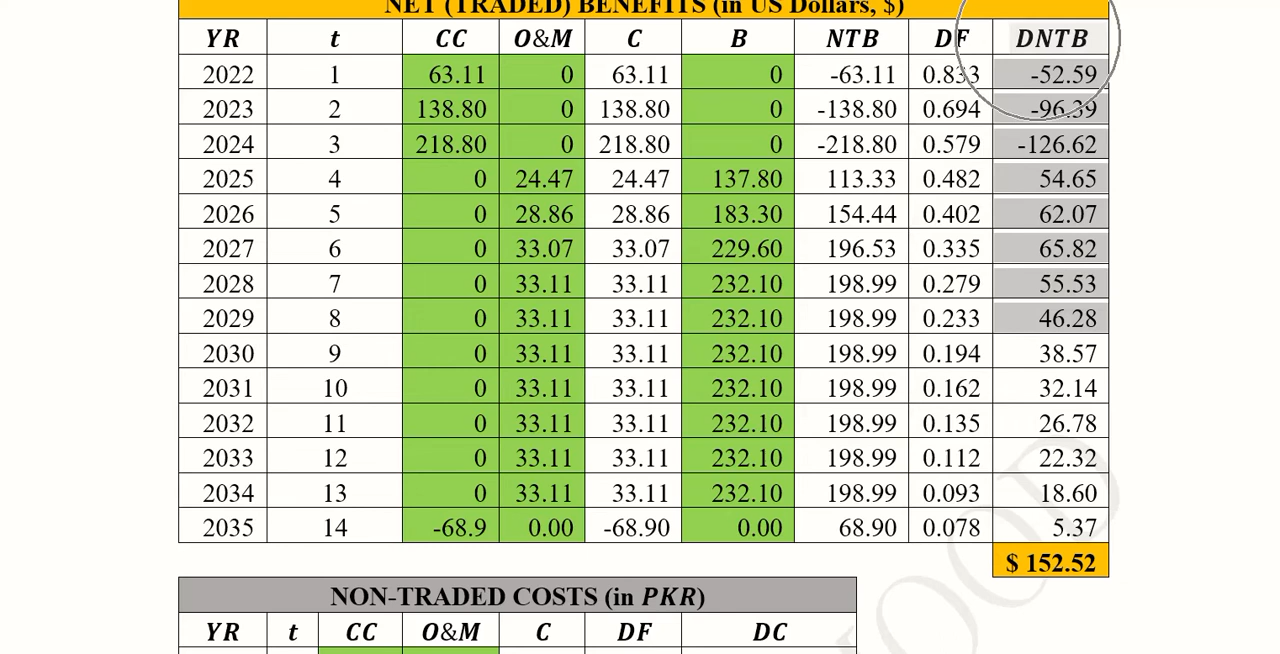 NET (TRADED) BENEFITS (in US Dollars, $)
YR t CC O&M C B NTB DF DNTB
2022 1 63.11 0 63.11 0 -63.11 0.833 -52.59
2023 2 138.80 0 138.80 0 -138.80 0.694 -96.39
2024 3 218.80 0 218.80 0 -218.80 0.579 -126.62
2025 4 0 24.47 24.47 137.80 113.33 0.482 54.65
2026 5 0 28.86 28.86 183.30 154.44 0.402 62.07
2027 6 0 33.07 33.07 229.60 196.53 0.335 65.82
2028 7 0 33.11 33.11 232.10 198.99 0.279 55.53
2029 8 0 33.11 33.11 232.10 198.99 0.233 46.28
2030 9 0 33.11 33.11 232.10 198.99 0.194 38.57
2031 10 0 33.11 33.11 232.10 198.99 0.162 32.14
2032 11 0 33.11 33.11 232.10 198.99 0.135 26.78
2033 12 0 33.11 33.11 232.10 198.99 0.112 22.32
2034 13 0 33.11 33.11 232.10 198.99 0.093 18.60
2035 14 -68.9 0.00 -68.90 0.00 68.90 0.078 5.37
$ 152.52
NON-TRADED COSTS (in PKR)
YR t CC O&M C DF DC